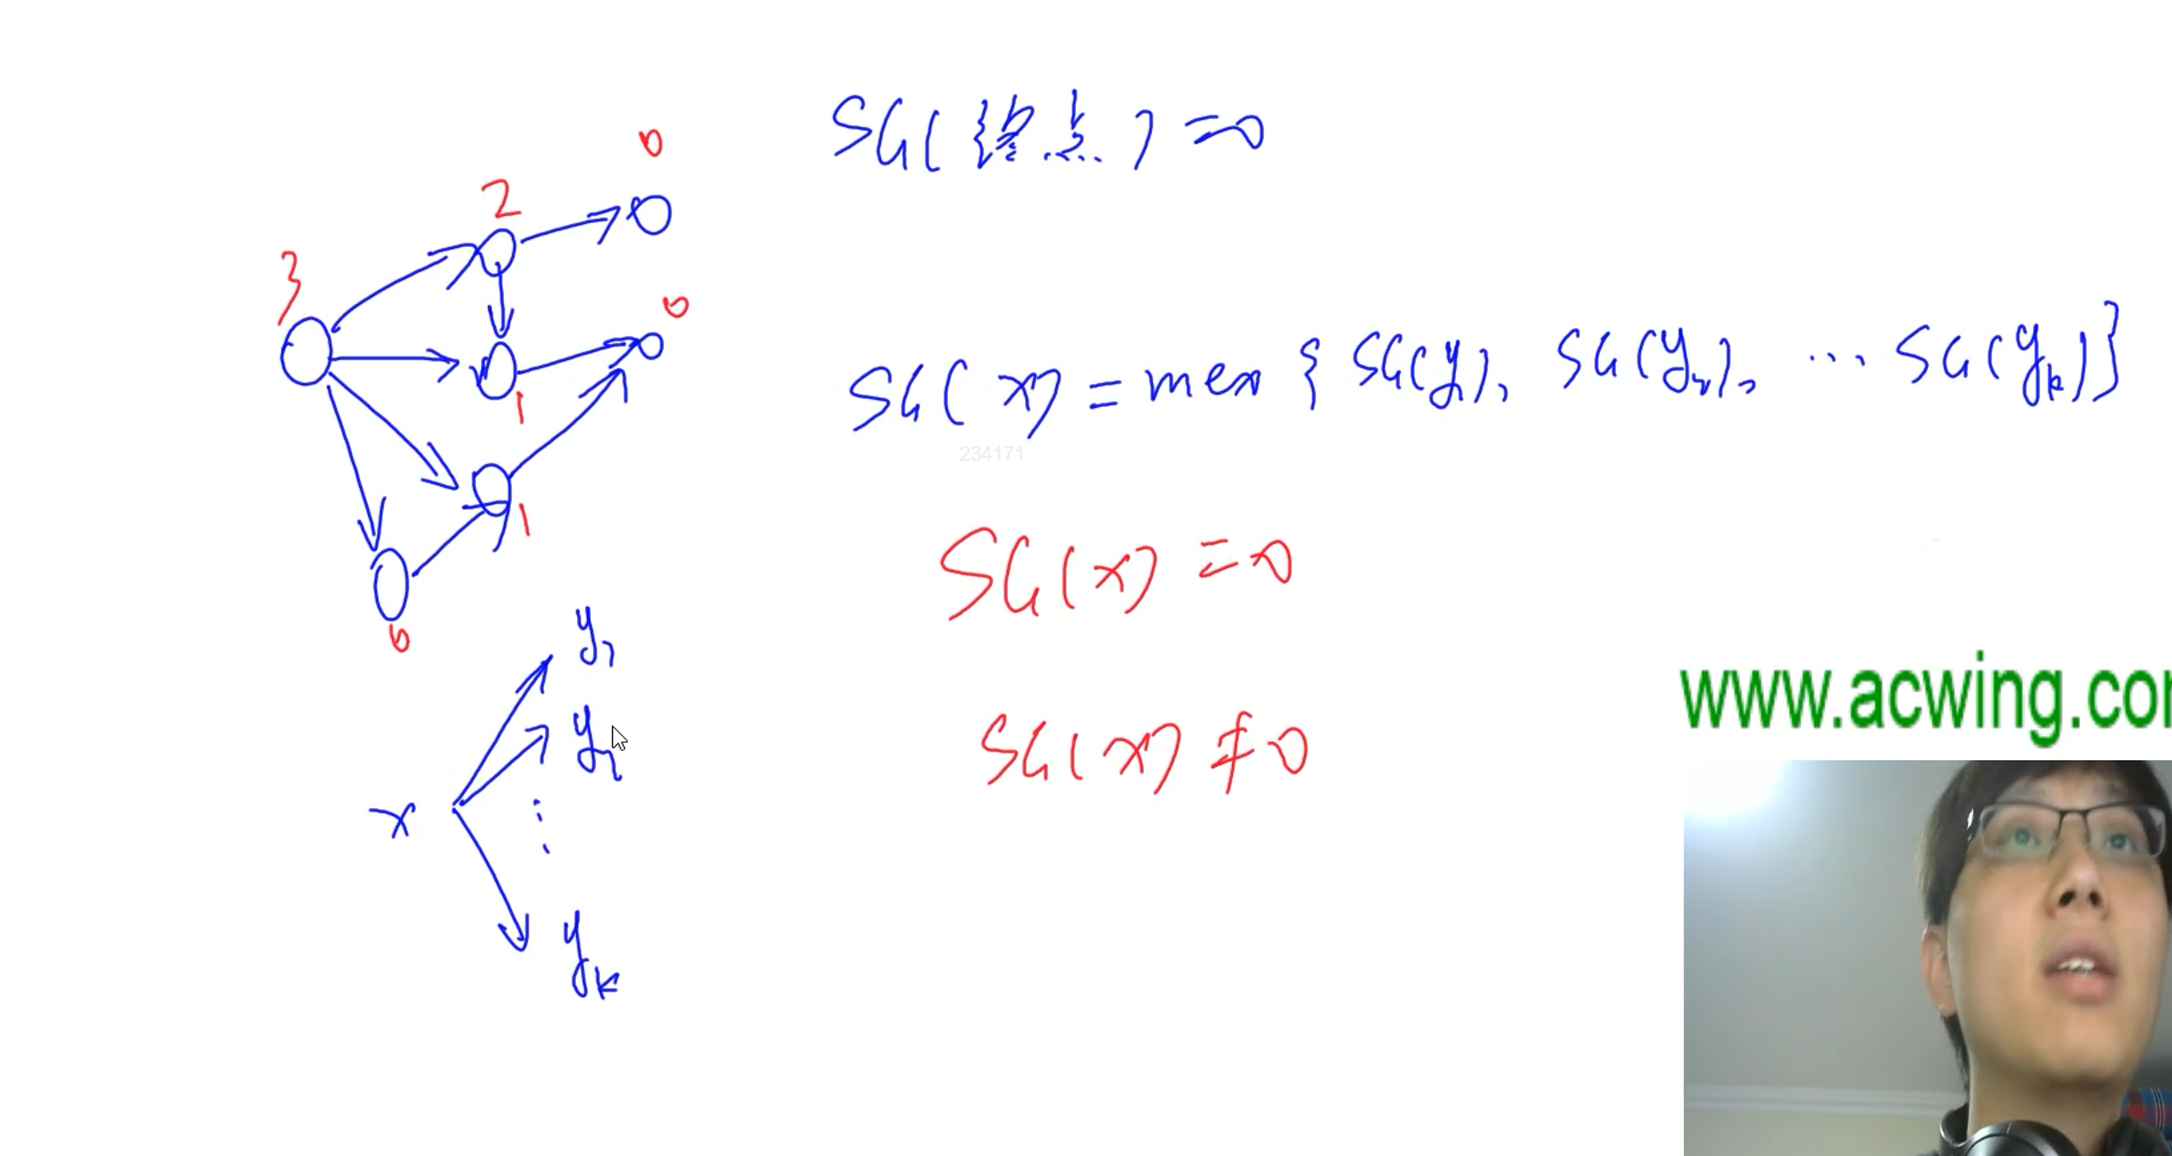 SG(终点)=0
0
2
3
0
SG(x) = mex { SG(y₁), SG(y₂), ... SG(yₖ)}
1
234171
1
SG(x) =0
0
y₁
www.acwing.co
y₂
SG(x) ≠0
x
yₖ